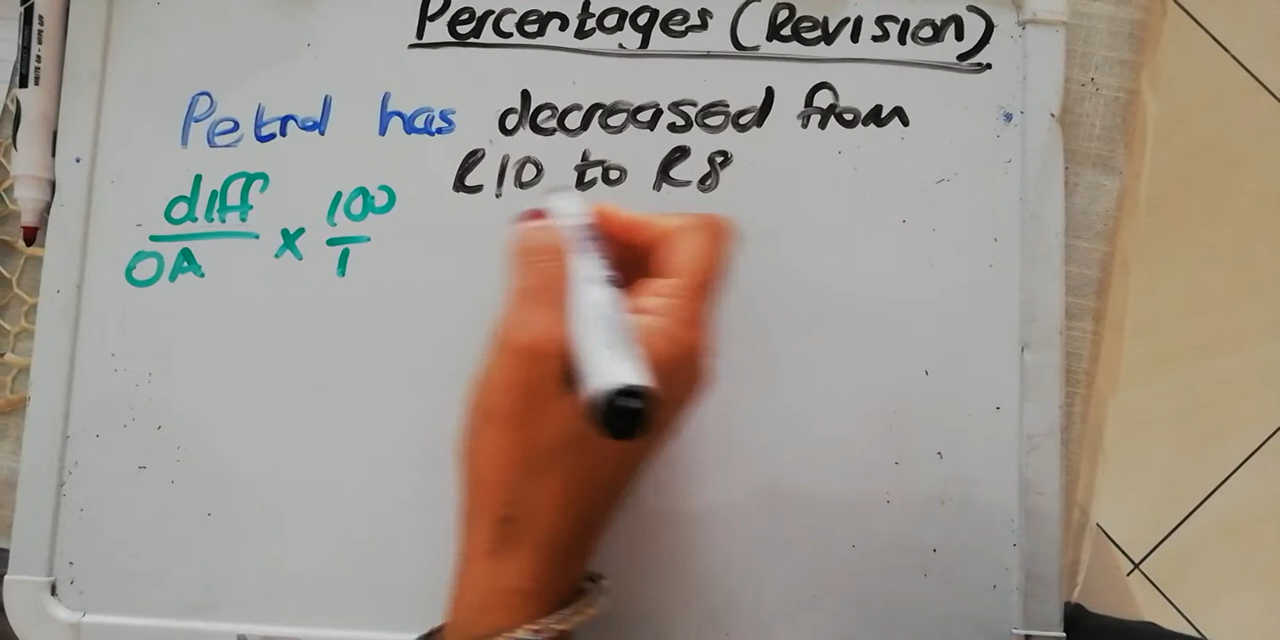 Percentages (Revision)
Petrol has decreased from
R10 to R8
diff
OA
x
100
1